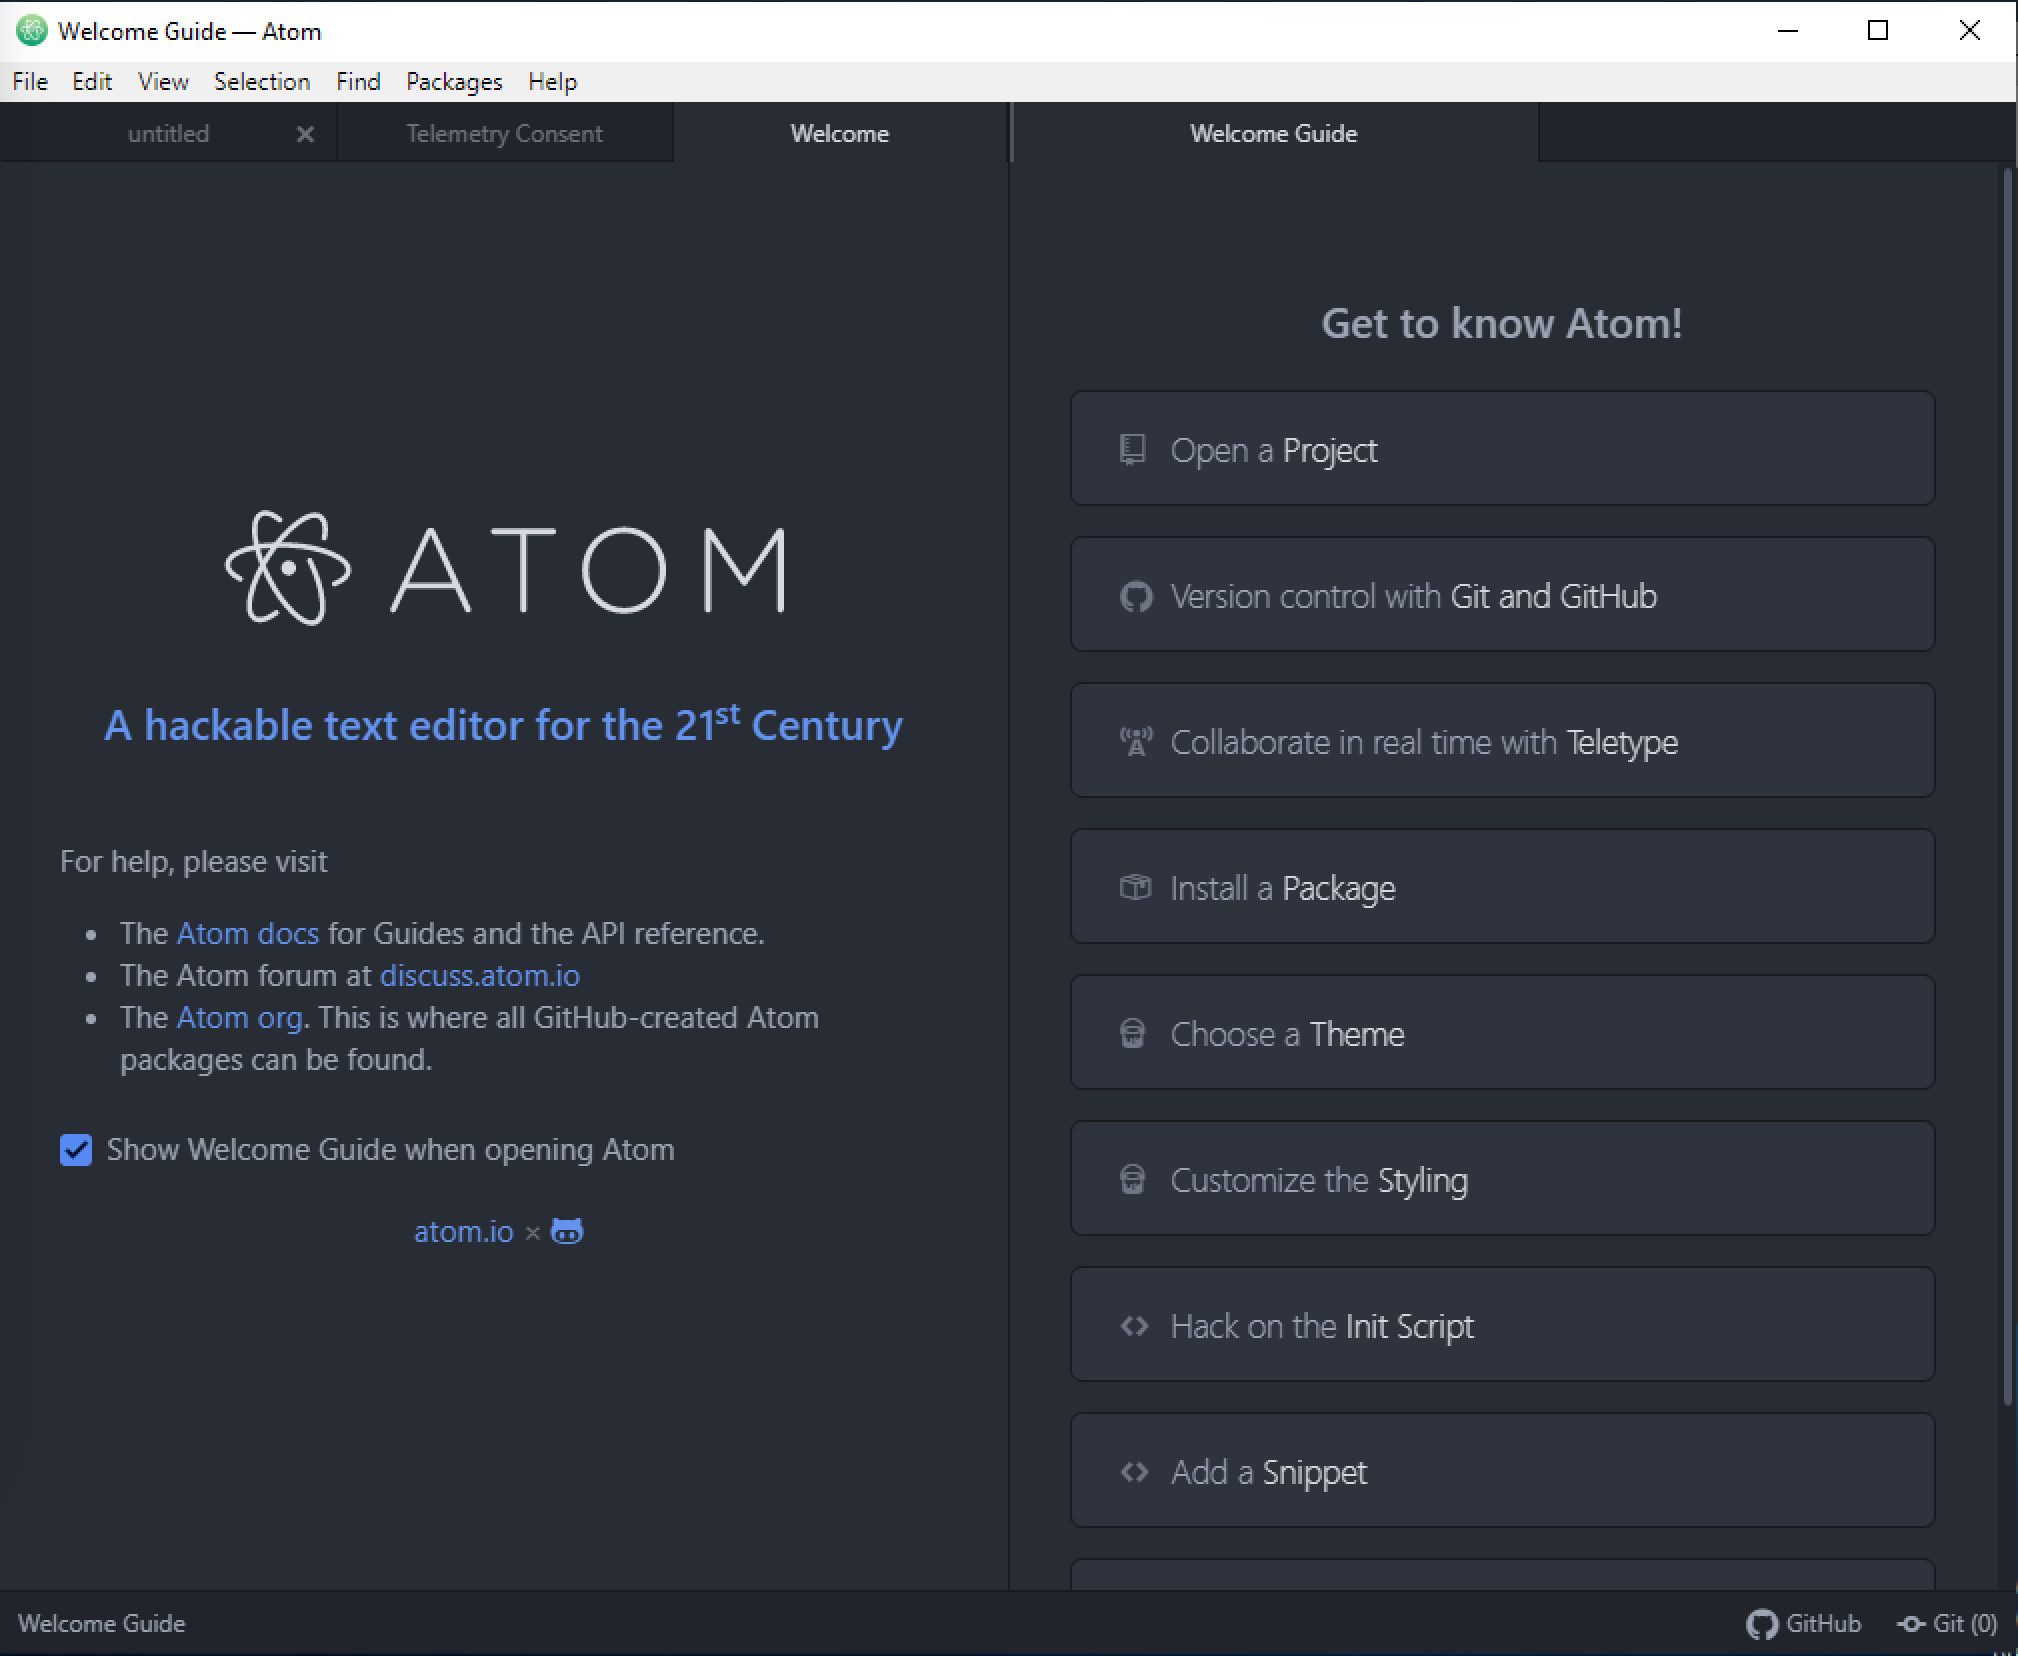 Welcome Guide — Atom
File Edit View Selection Find Packages Help
untitled Telemetry Consent Welcome Welcome Guide
ATOM
A hackable text editor for the 21st Century
For help, please visit
The Atom docs for Guides and the API reference.
The Atom forum at discuss.atom.io
The Atom org. This is where all GitHub-created Atom
packages can be found.
Show Welcome Guide when opening Atom
atom.io ×
Get to know Atom!
Open a Project
Version control with Git and GitHub
Collaborate in real time with Teletype
Install a Package
Choose a Theme
Customize the Styling
Hack on the Init Script
Add a Snippet
Welcome Guide GitHub Git (0)